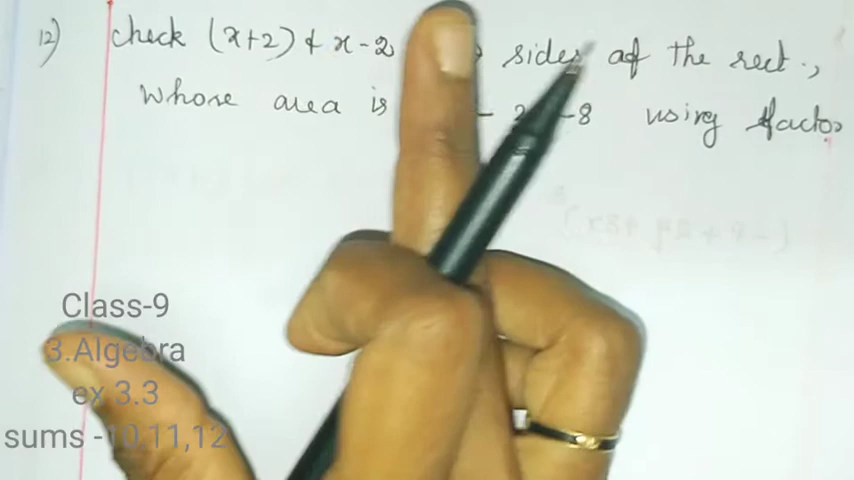 12) check (x+2) & x-2 sides of the rect.,
whose area is - -8 using factor
Class-9
3.Algebra
ex 3.3
sums -10,11,12